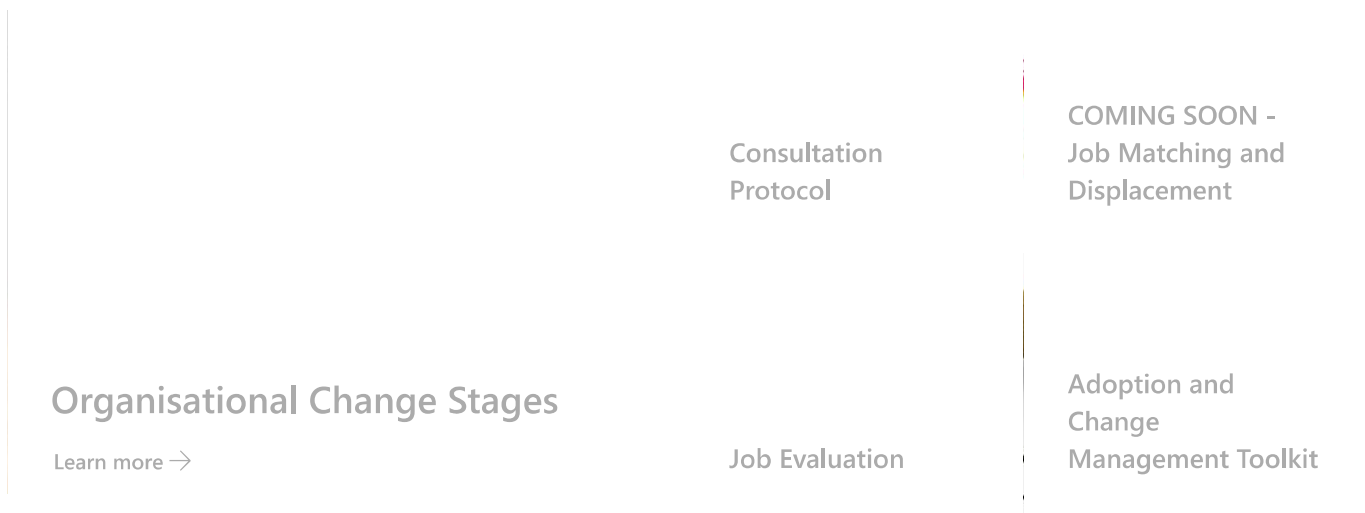 Organisational Change Stages
Learn more →
Consultation
Protocol
COMING SOON -
Job Matching and
Displacement
Job Evaluation
Adoption and
Change
Management Toolkit